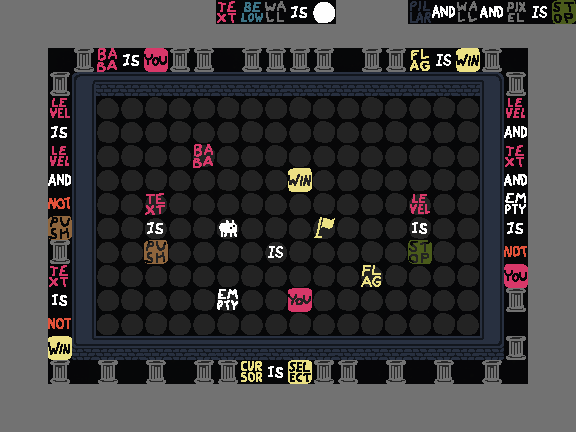 TEXT BELOW WALL IS
PILLAR AND WALL AND PIXEL IS STOP
BABA IS YOU
FLAG IS WIN
LEVEL IS LEVEL AND NOT PUSH
TEXT IS NOT WIN
BABA
WIN
TEXT IS PUSH
IS
EMPTY
YOU
FLAG
LEVEL IS STOP
LEVEL AND TEXT AND EMPTY IS NOT YOU
CURSOR IS SELECT